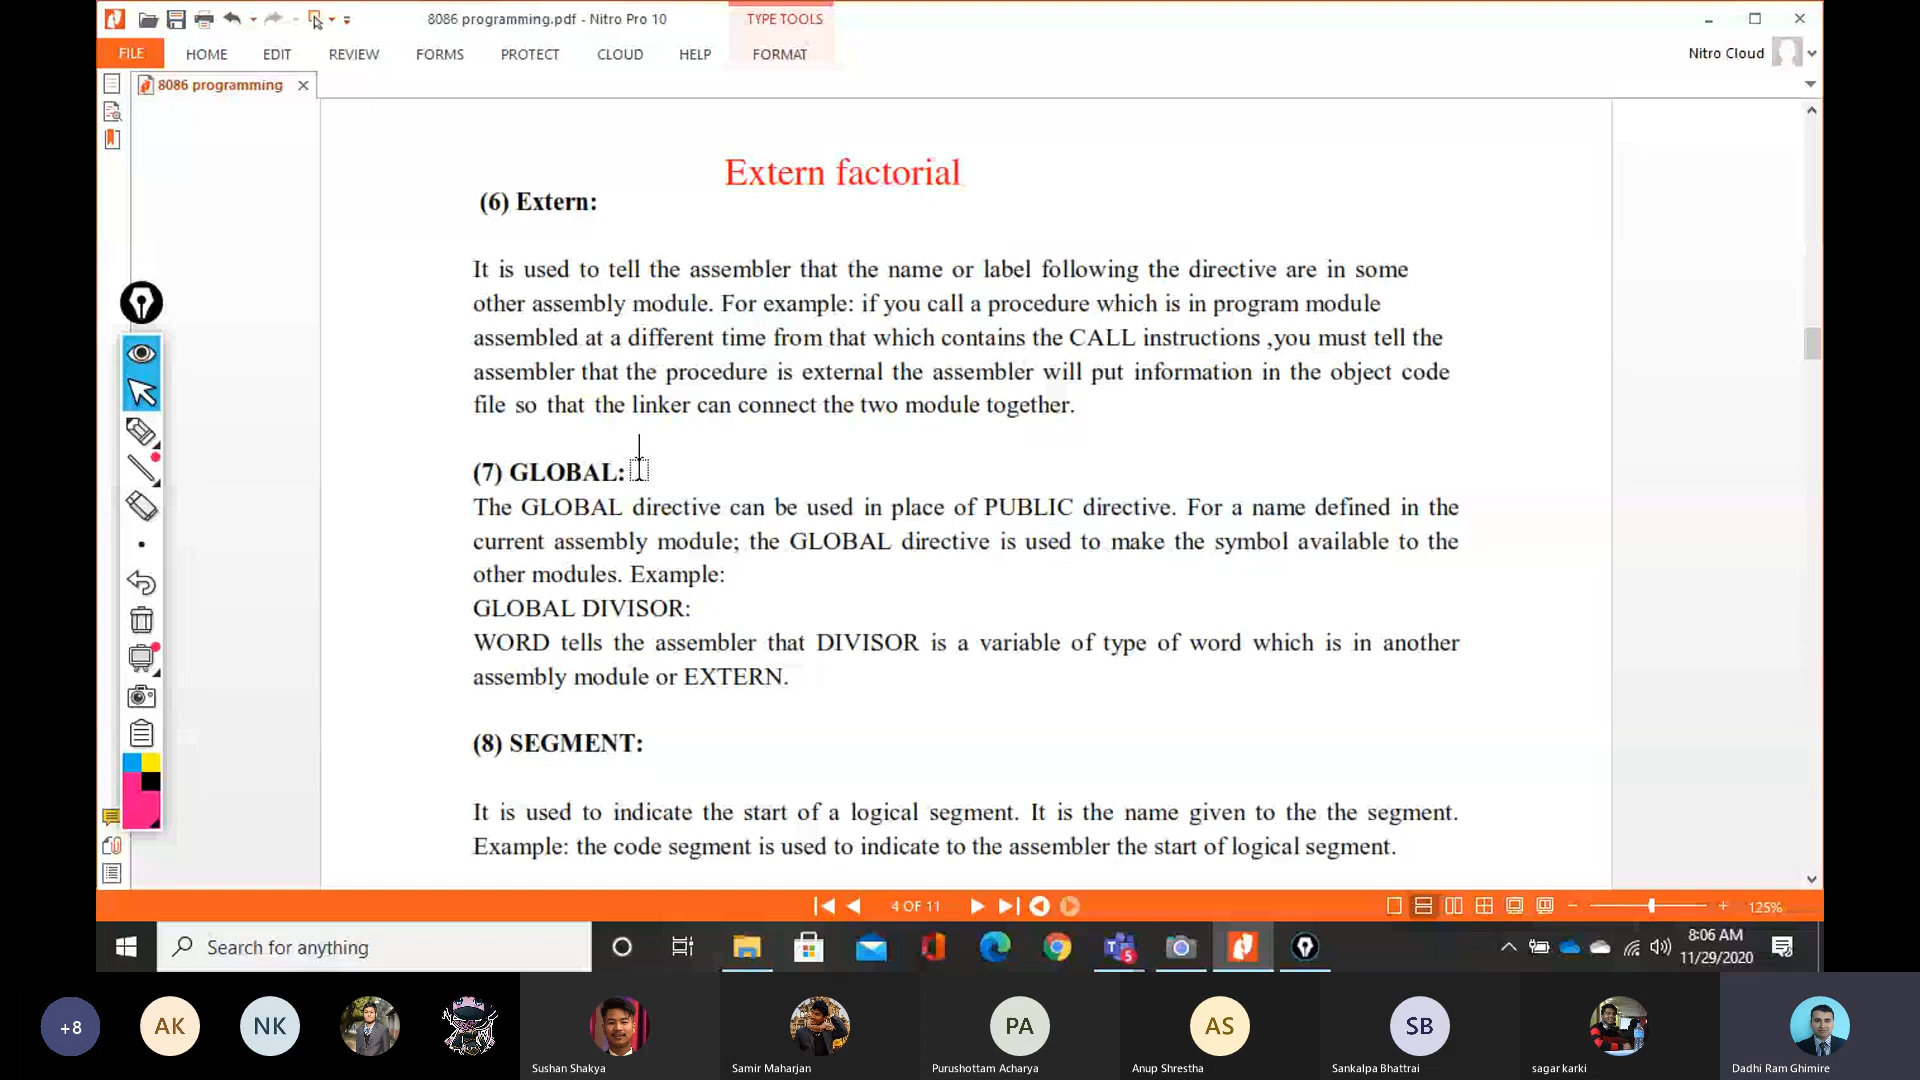 8086 programming.pdf - Nitro Pro 10
TYPE TOOLS
FILE HOME EDIT REVIEW FORMS PROTECT CLOUD HELP FORMAT
Nitro Cloud
8086 programming
Extern factorial
(6) Extern:
It is used to tell the assembler that the name or label following the directive are in some
other assembly module. For example: if you call a procedure which is in program module
assembled at a different time from that which contains the CALL instructions ,you must tell the
assembler that the procedure is external the assembler will put information in the object code
file so that the linker can connect the two module together.
(7) GLOBAL:
The GLOBAL directive can be used in place of PUBLIC directive. For a name defined in the
current assembly module; the GLOBAL directive is used to make the symbol available to the
other modules. Example:
GLOBAL DIVISOR:
WORD tells the assembler that DIVISOR is a variable of type of word which is in another
assembly module or EXTERN.
(8) SEGMENT:
It is used to indicate the start of a logical segment. It is the name given to the the segment.
Example: the code segment is used to indicate to the assembler the start of logical segment.
4 OF 11
125%
Search for anything
5
8:06 AM
11/29/2020
+8
AK
NK
PA
AS
SB
Sushan Shakya
Samir Maharjan
Purushottam Acharya
Anup Shrestha
Sankalpa Bhattrai
sagar karki
Dadhi Ram Ghimire